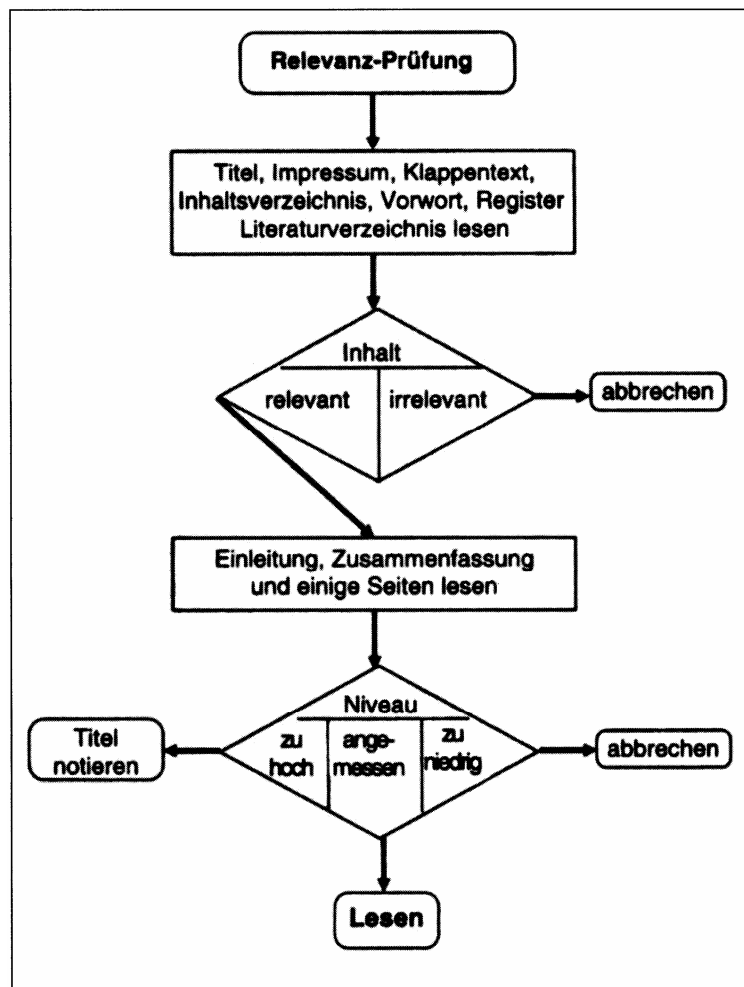 Relevanz-Prüfung
Titel, Impressum, Klappentext,
Inhaltsverzeichnis, Vorwort, Register
Literaturverzeichnis lesen
Inhalt
relevant
irrelevant
abbrechen
Einleitung, Zusammenfassung
und einige Seiten lesen
Niveau
Titel
notieren
zu
hoch
ange-
messen
zu
niedrig
abbrechen
Lesen